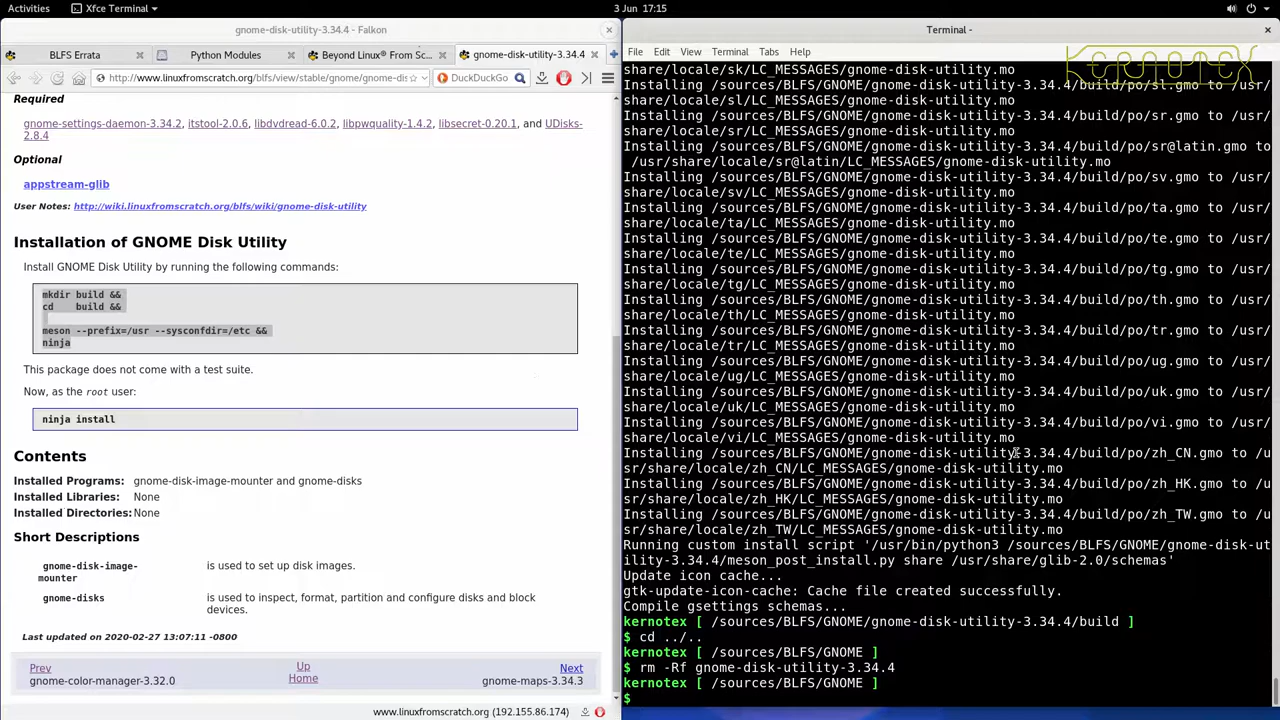 Activities
Xfce Terminal
3 Jun 17:15
gnome-disk-utility-3.34.4 - Falkon
BLFS Errata
Python Modules
Beyond Linux® From Sc...
gnome-disk-utility-3.34.4
http://www.linuxfromscratch.org/blfs/view/stable/gnome/gnome-dis
DuckDuckGo
Required
gnome-settings-daemon-3.34.2, itstool-2.0.6, libdvdread-6.0.2, libpwquality-1.4.2, libsecret-0.20.1, and UDisks-
2.8.4
Optional
appstream-glib
User Notes: http://wiki.linuxfromscratch.org/blfs/wiki/gnome-disk-utility
Installation of GNOME Disk Utility
Install GNOME Disk Utility by running the following commands:
mkdir build &&
cd    build &&
meson --prefix=/usr --sysconfdir=/etc &&
ninja
This package does not come with a test suite.
Now, as the root user:
ninja install
Contents
Installed Programs: gnome-disk-image-mounter and gnome-disks
Installed Libraries: None
Installed Directories: None
Short Descriptions
gnome-disk-image-
mounter
is used to set up disk images.
gnome-disks
is used to inspect, format, partition and configure disks and block
devices.
Last updated on 2020-02-27 13:07:11 -0800
Prev
gnome-color-manager-3.32.0
Up
Home
Next
gnome-maps-3.34.3
www.linuxfromscratch.org (192.155.86.174)
Terminal -
File Edit View Terminal Tabs Help
KERNOTEX
share/locale/sk/LC_MESSAGES/gnome-disk-utility.mo
Installing /sources/BLFS/GNOME/gnome-disk-utility-3.34.4/build/po/sl.gmo to /usr/
share/locale/sl/LC_MESSAGES/gnome-disk-utility.mo
Installing /sources/BLFS/GNOME/gnome-disk-utility-3.34.4/build/po/sr.gmo to /usr/
share/locale/sr/LC_MESSAGES/gnome-disk-utility.mo
Installing /sources/BLFS/GNOME/gnome-disk-utility-3.34.4/build/po/sr@latin.gmo to
/usr/share/locale/sr@latin/LC_MESSAGES/gnome-disk-utility.mo
Installing /sources/BLFS/GNOME/gnome-disk-utility-3.34.4/build/po/sv.gmo to /usr/
share/locale/sv/LC_MESSAGES/gnome-disk-utility.mo
Installing /sources/BLFS/GNOME/gnome-disk-utility-3.34.4/build/po/ta.gmo to /usr/
share/locale/ta/LC_MESSAGES/gnome-disk-utility.mo
Installing /sources/BLFS/GNOME/gnome-disk-utility-3.34.4/build/po/te.gmo to /usr/
share/locale/te/LC_MESSAGES/gnome-disk-utility.mo
Installing /sources/BLFS/GNOME/gnome-disk-utility-3.34.4/build/po/tg.gmo to /usr/
share/locale/tg/LC_MESSAGES/gnome-disk-utility.mo
Installing /sources/BLFS/GNOME/gnome-disk-utility-3.34.4/build/po/th.gmo to /usr/
share/locale/th/LC_MESSAGES/gnome-disk-utility.mo
Installing /sources/BLFS/GNOME/gnome-disk-utility-3.34.4/build/po/tr.gmo to /usr/
share/locale/tr/LC_MESSAGES/gnome-disk-utility.mo
Installing /sources/BLFS/GNOME/gnome-disk-utility-3.34.4/build/po/ug.gmo to /usr/
share/locale/ug/LC_MESSAGES/gnome-disk-utility.mo
Installing /sources/BLFS/GNOME/gnome-disk-utility-3.34.4/build/po/uk.gmo to /usr/
share/locale/uk/LC_MESSAGES/gnome-disk-utility.mo
Installing /sources/BLFS/GNOME/gnome-disk-utility-3.34.4/build/po/vi.gmo to /usr/
share/locale/vi/LC_MESSAGES/gnome-disk-utility.mo
Installing /sources/BLFS/GNOME/gnome-disk-utility-3.34.4/build/po/zh_CN.gmo to /u
sr/share/locale/zh_CN/LC_MESSAGES/gnome-disk-utility.mo
Installing /sources/BLFS/GNOME/gnome-disk-utility-3.34.4/build/po/zh_HK.gmo to /u
sr/share/locale/zh_HK/LC_MESSAGES/gnome-disk-utility.mo
Installing /sources/BLFS/GNOME/gnome-disk-utility-3.34.4/build/po/zh_TW.gmo to /u
sr/share/locale/zh_TW/LC_MESSAGES/gnome-disk-utility.mo
Running custom install script '/usr/bin/python3 /sources/BLFS/GNOME/gnome-disk-ut
ility-3.34.4/meson_post_install.py share /usr/share/glib-2.0/schemas'
Update icon cache...
gtk-update-icon-cache: Cache file created successfully.
Compile gsettings schemas...
kernotex [ /sources/BLFS/GNOME/gnome-disk-utility-3.34.4/build ]
$ cd ../..
kernotex [ /sources/BLFS/GNOME ]
$ rm -Rf gnome-disk-utility-3.34.4
kernotex [ /sources/BLFS/GNOME ]
$